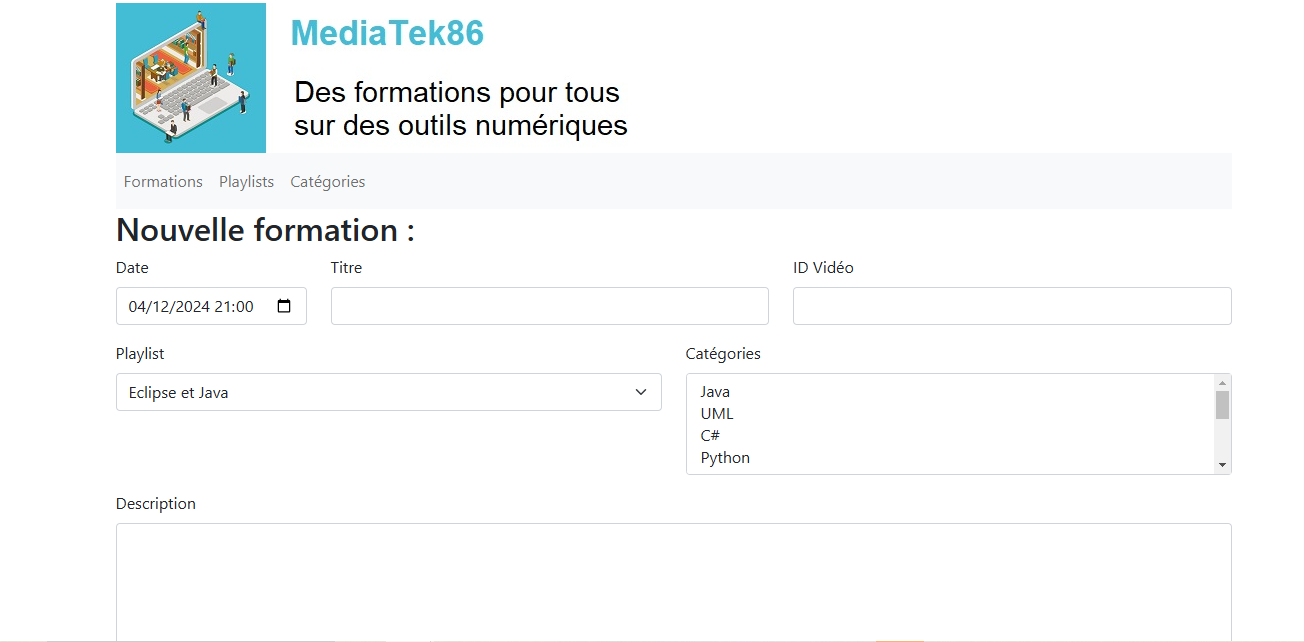 MediaTek86
Des formations pour tous
sur des outils numériques
Formations Playlists Catégories
Nouvelle formation :
Date Titre ID Vidéo
04/12/2024 21:00
Playlist Catégories
Eclipse et Java
Java
UML
C#
Python
Description